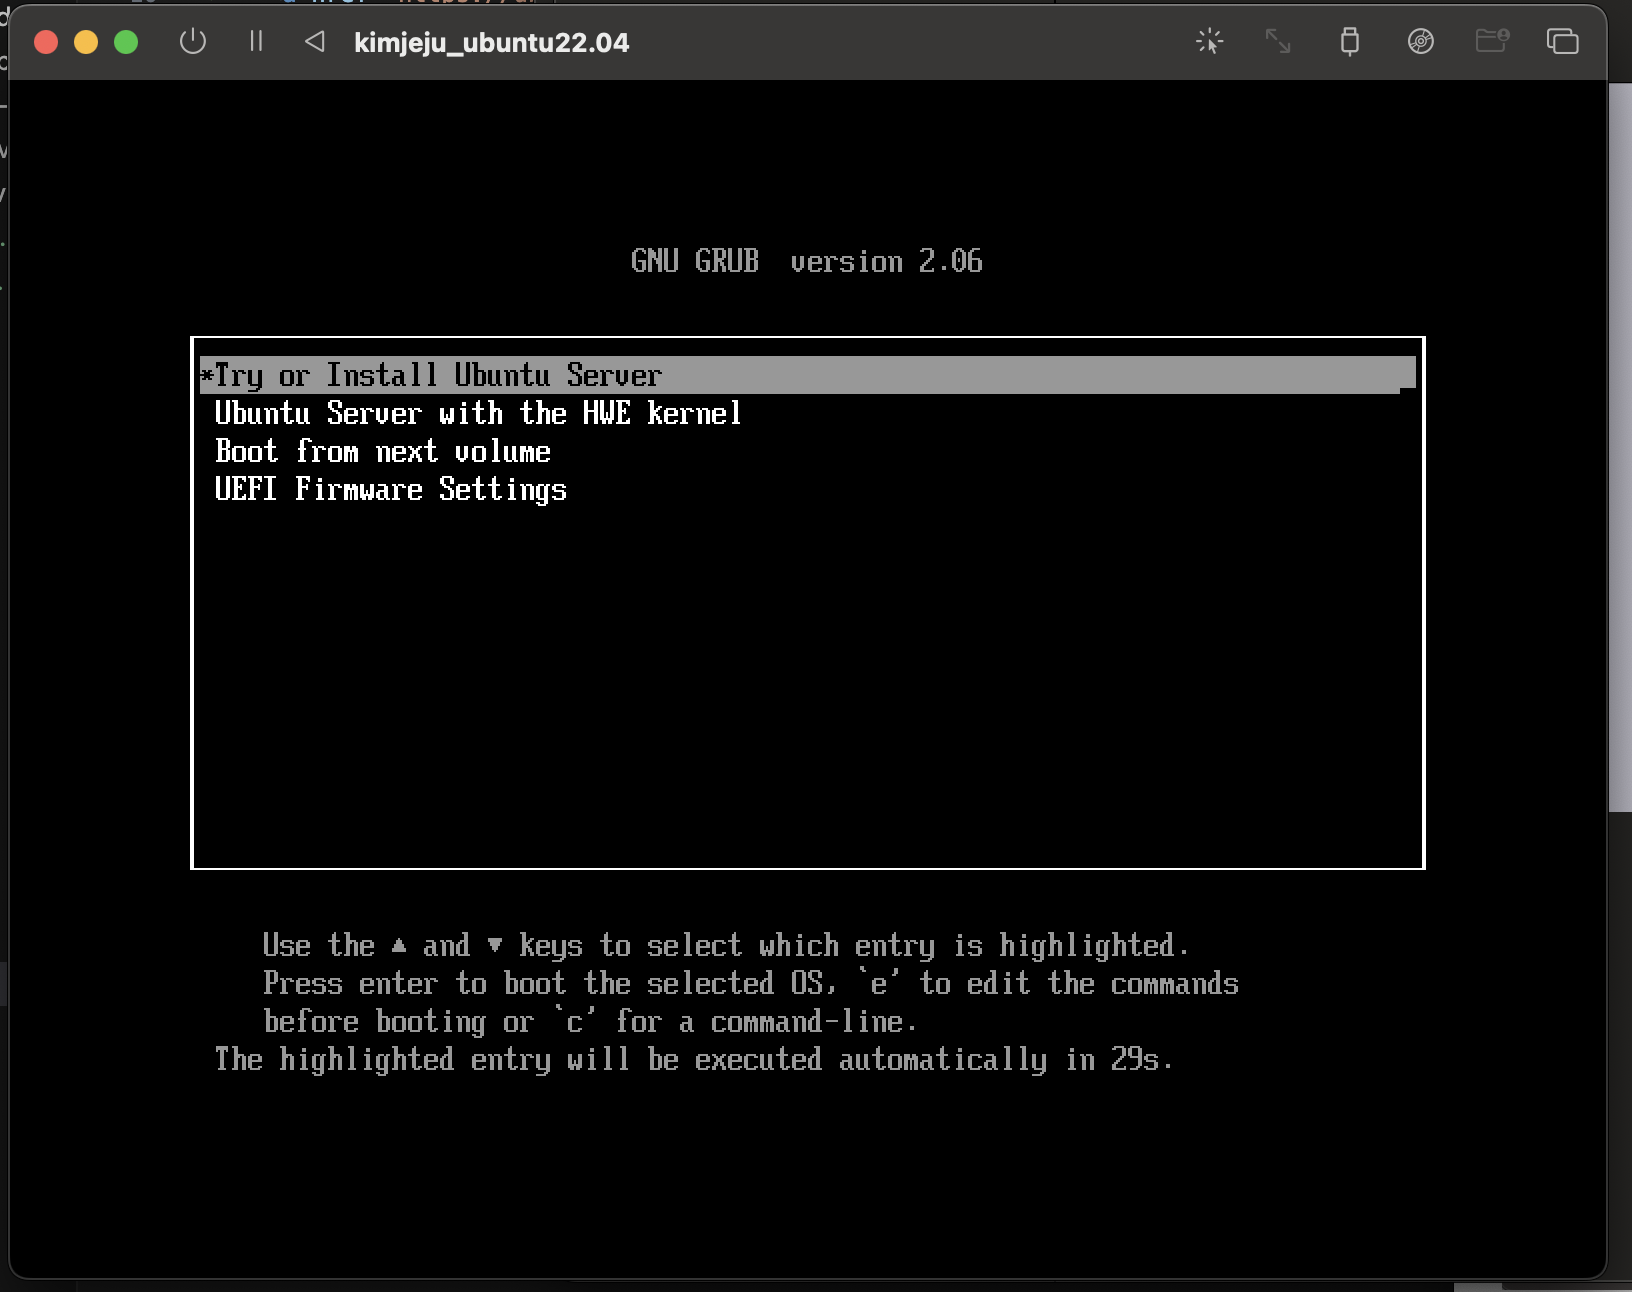 kimjeju_ubuntu22.04
GNU GRUB  version 2.06
*Try or Install Ubuntu Server
Ubuntu Server with the HWE kernel
Boot from next volume
UEFI Firmware Settings
Use the ▲ and ▼ keys to select which entry is highlighted.
Press enter to boot the selected OS, `e' to edit the commands
before booting or `c' for a command-line.
The highlighted entry will be executed automatically in 29s.